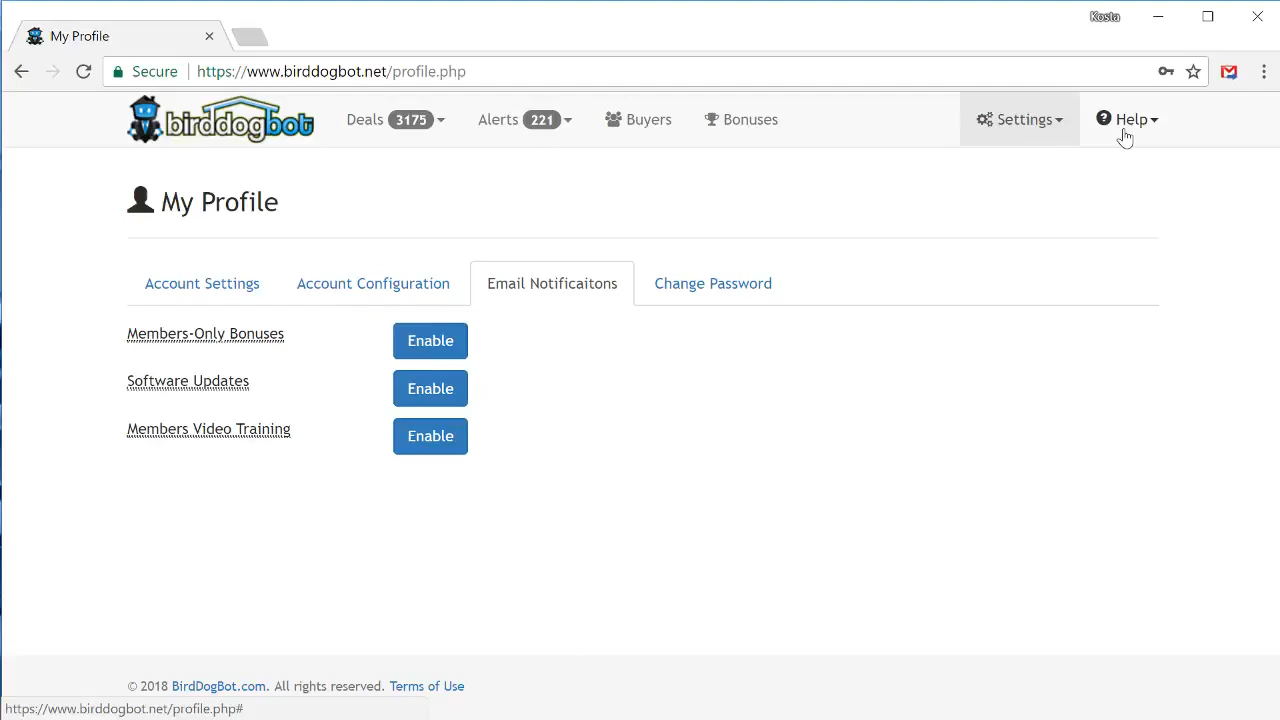 My Profile
Kosta
Secure https://www.birddogbot.net/profile.php
birddogbot Deals 3175 Alerts 221 Buyers Bonuses Settings Help
My Profile
Account Settings Account Configuration Email Notificaitons Change Password
Members-Only Bonuses Enable
Software Updates Enable
Members Video Training Enable
© 2018 BirdDogBot.com. All rights reserved. Terms of Use
https://www.birddogbot.net/profile.php#